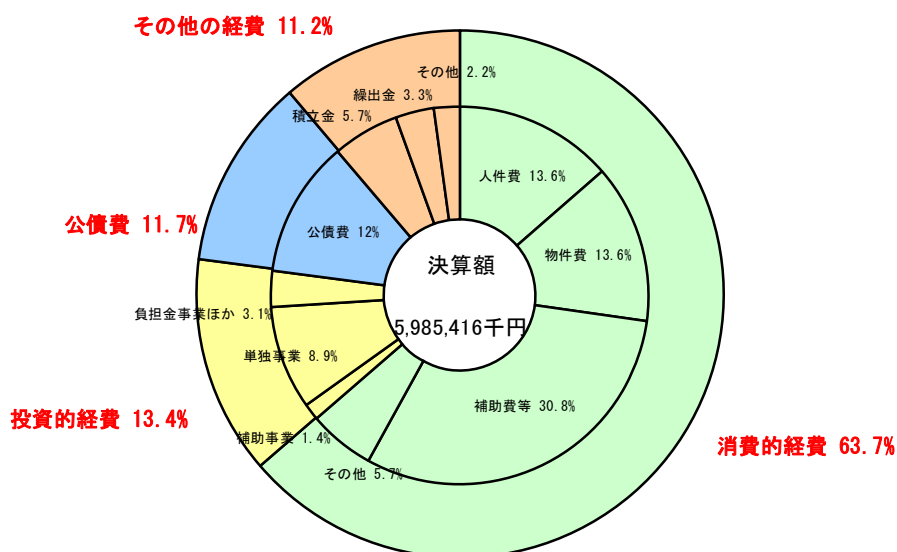 その他の経費 11.2%
その他 2.2%
繰出金 3.3%
積立金 5.7%
人件費 13.6%
公債費 11.7%
公債費 12%
物件費 13.6%
決算額
5,985,416千円
負担金事業ほか 3.1%
単独事業 8.9%
投資的経費 13.4%
補助費等 30.8%
補助事業 1.4%
消費的経費 63.7%
その他 5.7%